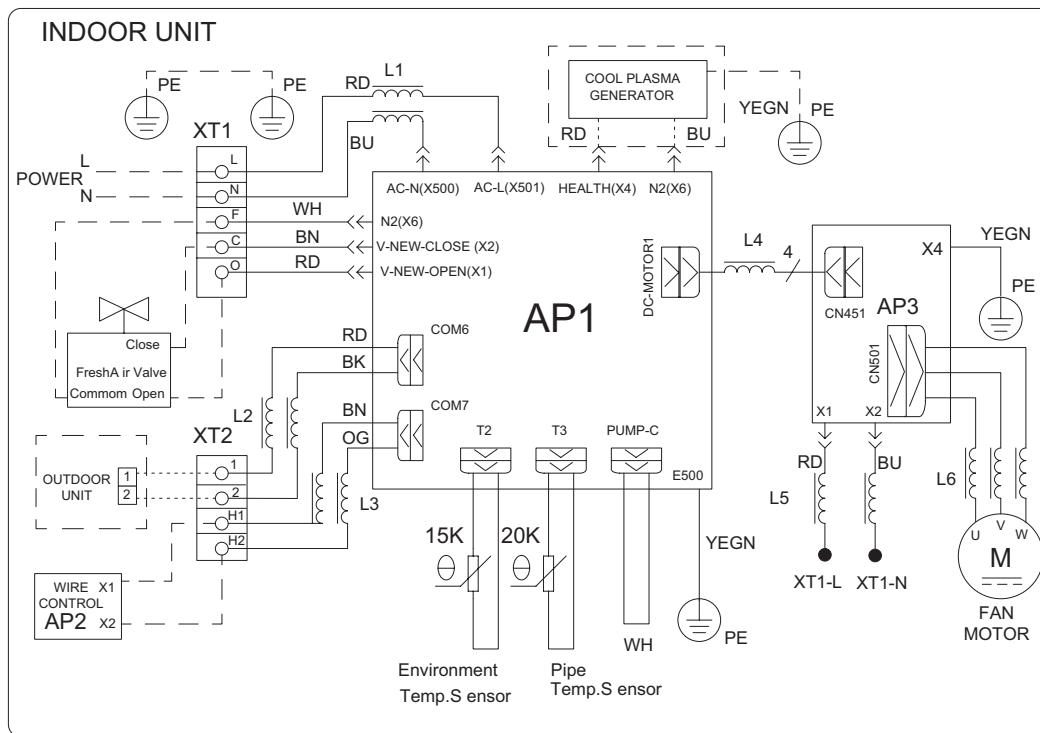 INDOOR UNIT
PE
PE
L1
RD
BU
COOL PLASMA
GENERATOR
YEGN
PE
RD
BU
XT1
L
POWER
N
L
N
F
C
O
AC-N(X500)
AC-L(X501)
HEALTH(X4)
N2(X6)
WH
N2(X6)
BN
V-NEW-CLOSE (X2)
RD
V-NEW-OPEN(X1)
DC-MOTOR1
L4
4
CN451
X4
YEGN
PE
AP1
AP3
CN501
X1
X2
Close
FreshA ir Valve
Commom Open
RD
BK
COM6
L2
BN
OG
COM7
XT2
OUTDOOR
UNIT
1
2
1
2
H1
H2
L3
T2
T3
PUMP-C
E500
RD
BU
L5
L6
XT1-L
XT1-N
U
V
W
M
FAN
MOTOR
15K
20K
YEGN
PE
WIRE X1
CONTROL
AP2 X2
WH
Environment
Temp.S ensor
Pipe
Temp.S ensor